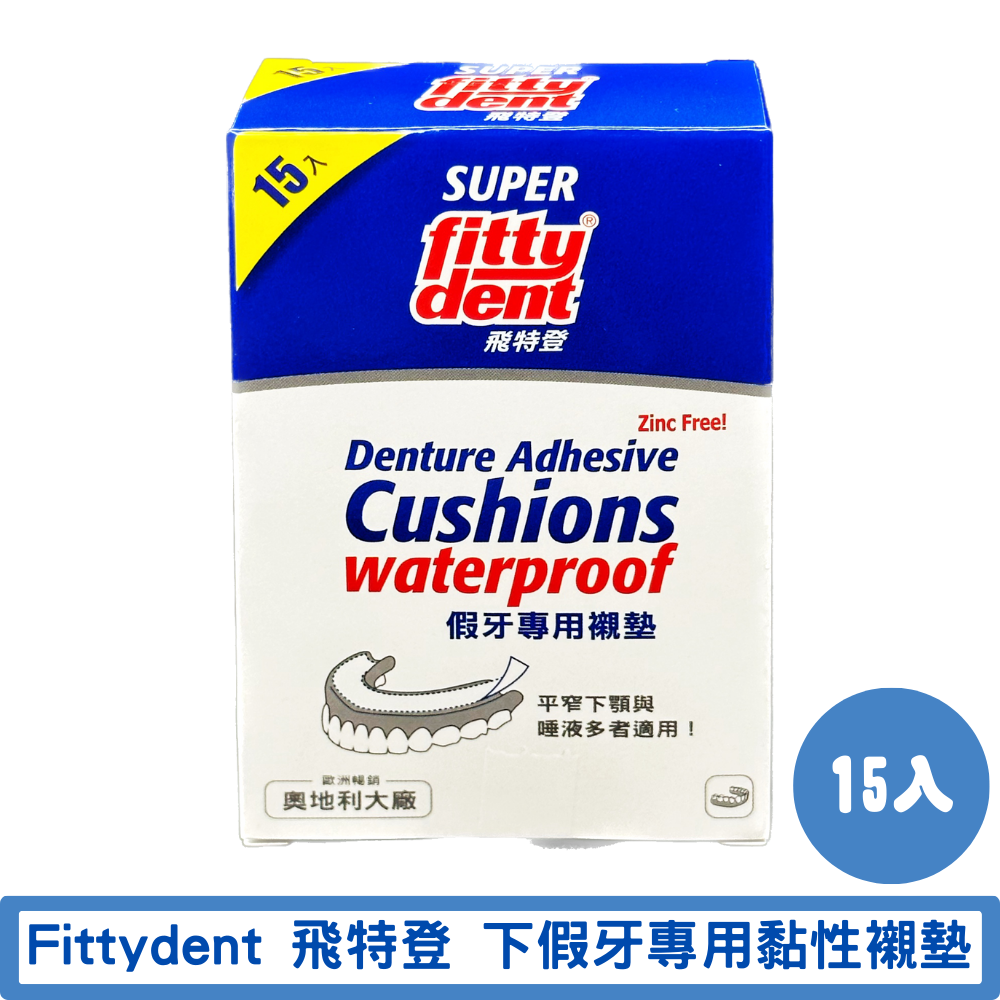 15入
SUPER
fitty
dent
飛特登
15入
SUPER
fitty®
dent
飛特登
Zinc Free!
Denture Adhesive
Cushions
waterproof
假牙專用襯墊
平窄下顎與
唾液多者適用！
歐洲暢銷
奧地利大廠
15入
Fittydent 飛特登 下假牙專用黏性襯墊